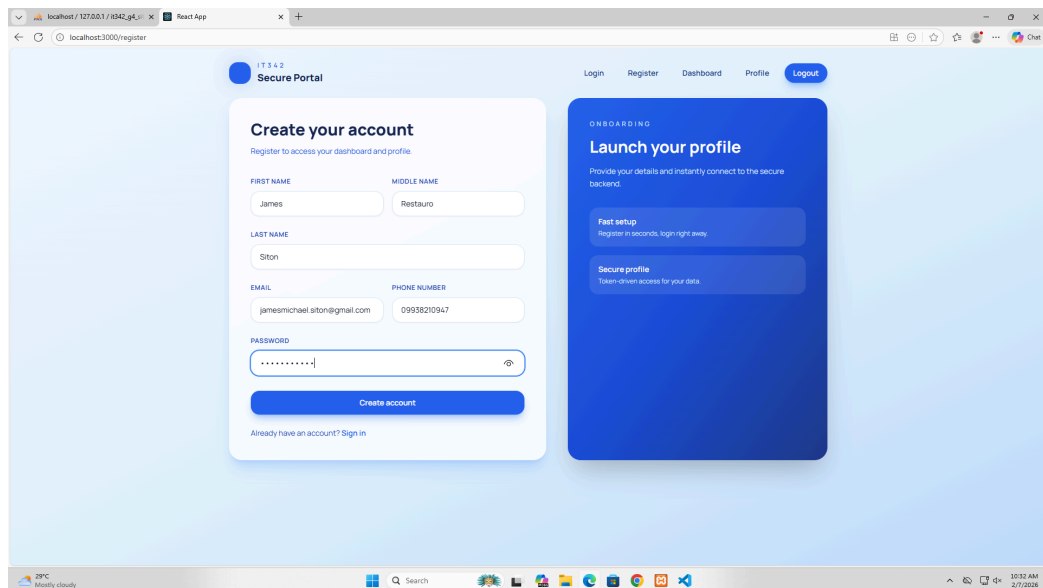 localhost / 127.0.0.1 / it342_g4_sit
React App
localhost:3000/register
Chat
IT342
Secure Portal
Login
Register
Dashboard
Profile
Logout
Create your account
Register to access your dashboard and profile.
FIRST NAME
MIDDLE NAME
James
Restauro
LAST NAME
Siton
EMAIL
PHONE NUMBER
jamesmichael.siton@gmail.com
09938210947
PASSWORD
Create account
Already have an account? Sign in
ONBOARDING
Launch your profile
Provide your details and instantly connect to the secure
backend.
Fast setup
Register in seconds, login right away.
Secure profile
Token-driven access for your data.
29°C
Mostly cloudy
Search
10:32 AM
2/7/2026